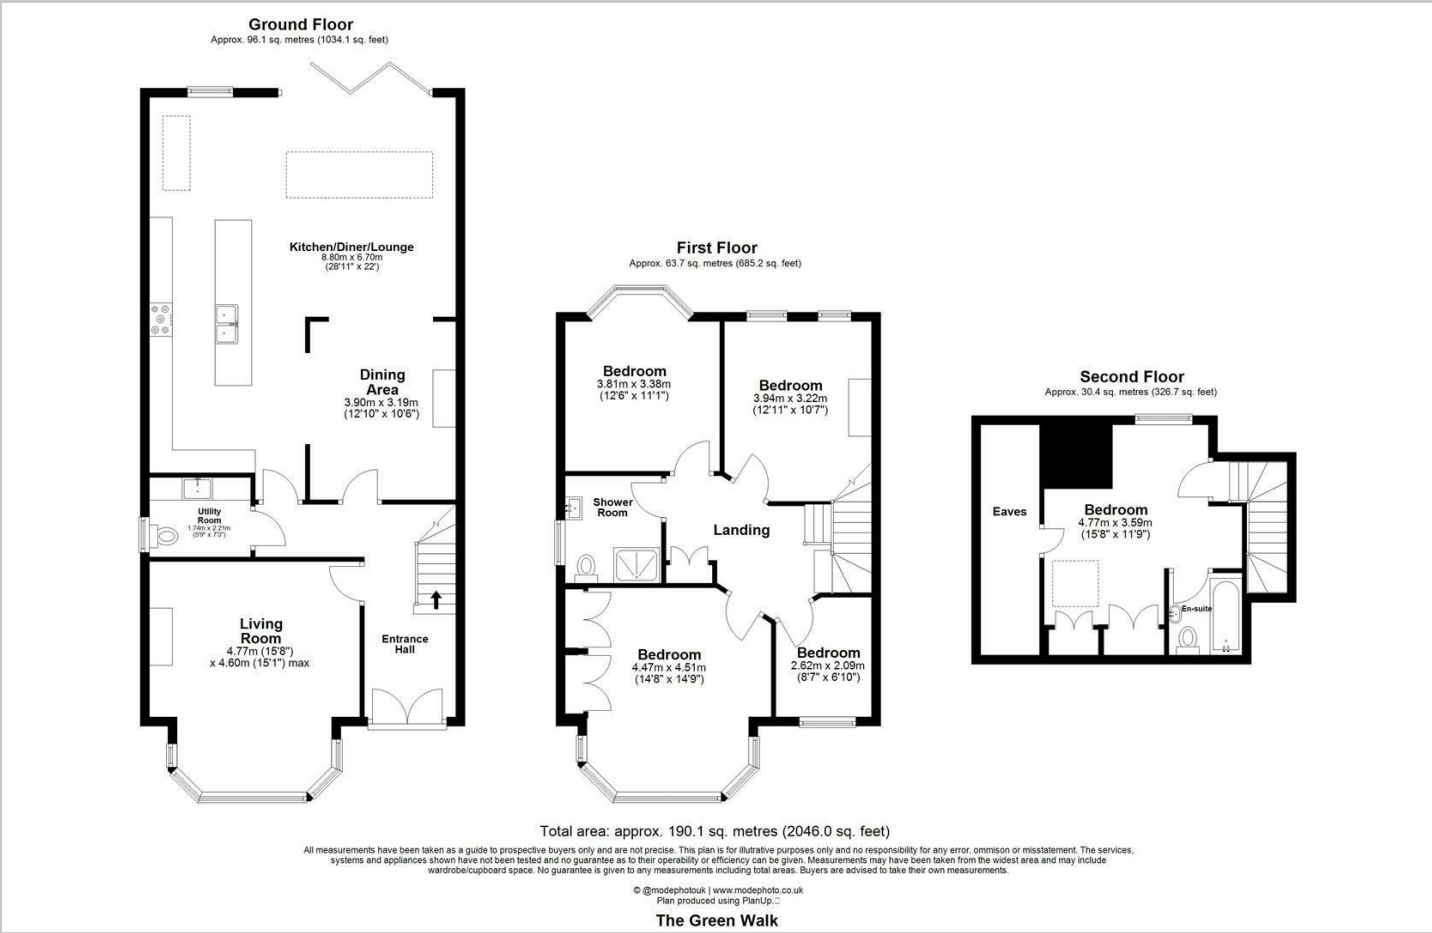 Ground Floor
Approx. 96.1 sq. metres (1034.1 sq. feet)
Kitchen/Diner/Lounge
8.80m x 6.70m
(28'11" x 22')
Dining
Area
3.90m x 3.19m
(12'10" x 10'6")
Utility
Room
1.74m x 2.21m
(5'9" x 7'3")
Living
Room
4.77m (15'8")
x 4.60m (15'1") max
Entrance
Hall
First Floor
Approx. 63.7 sq. metres (685.2 sq. feet)
Bedroom
3.81m x 3.38m
(12'6" x 11'1")
Bedroom
3.94m x 3.22m
(12'11" x 10'7")
Shower
Room
Landing
Bedroom
4.47m x 4.51m
(14'8" x 14'9")
Bedroom
2.62m x 2.09m
(8'7" x 6'10")
Second Floor
Approx. 30.4 sq. metres (326.7 sq. feet)
Eaves
Bedroom
4.77m x 3.59m
(15'8" x 11'9")
En-suite
Total area: approx. 190.1 sq. metres (2046.0 sq. feet)
All measurements have been taken as a guide to prospective buyers only and are not precise. This plan is for illutrative purposes only and no responsibility for any error, ommison or misstatement. The services,
systems and appliances shown have not been tested and no guarantee as to their operability or efficiency can be given. Measurements may have been taken from the widest area and may include
wardrobe/cupboard space. No guarantee is given to any measurements including total areas. Buyers are advised to take their own measurements.
© @modephotouk | www.modephoto.co.uk
Plan produced using PlanUp.
The Green Walk